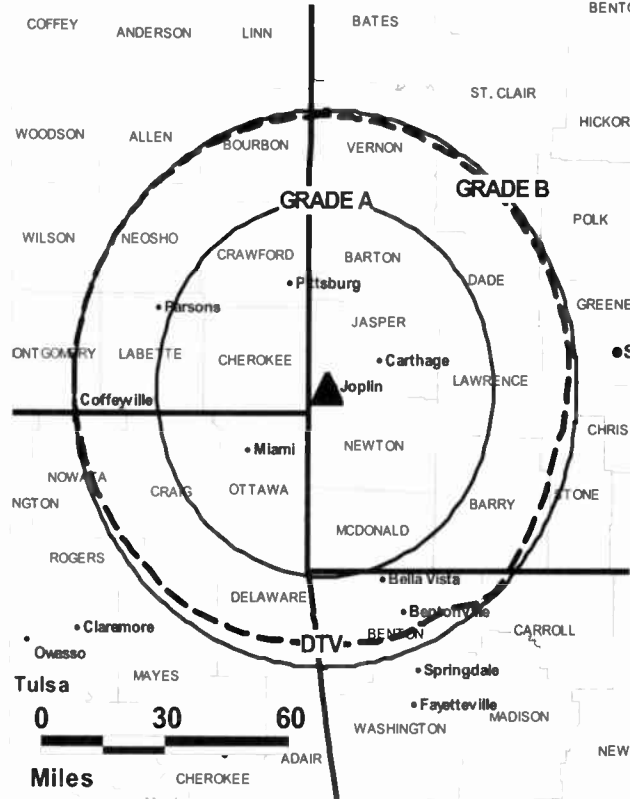 BATES
COFFEY
ANDERSON
LINN
ST. CLAIR
WOODSON
ALLEN
BOURBON
VERNON
GRADE A
GRADE B
POLK
WILSON
NEOSHO
CRAWFORD
BARTON
DADE
Pittsburg
Parsons
GREENE
JASPER
ONTGOMERY
LABETTE
CHEROKEE
Carthage
S
Joplin
LAWRENCE
Coffeyville
CHRIS
Miami
NEWTON
NOWATA
CRAIG
OTTAWA
NGTON
BARRY
STONE
MCDONALD
ROGERS
Bella Vista
DELAWARE
Bentonville
Claremore
BENTON
CARROLL
DTV
Owasso
Springdale
MAYES
Tulsa
Fayetteville
0 30 60
MADISON
WASHINGTON
ADAIR
NEW
Miles
CHEROKEE
BENTO
HICKOR